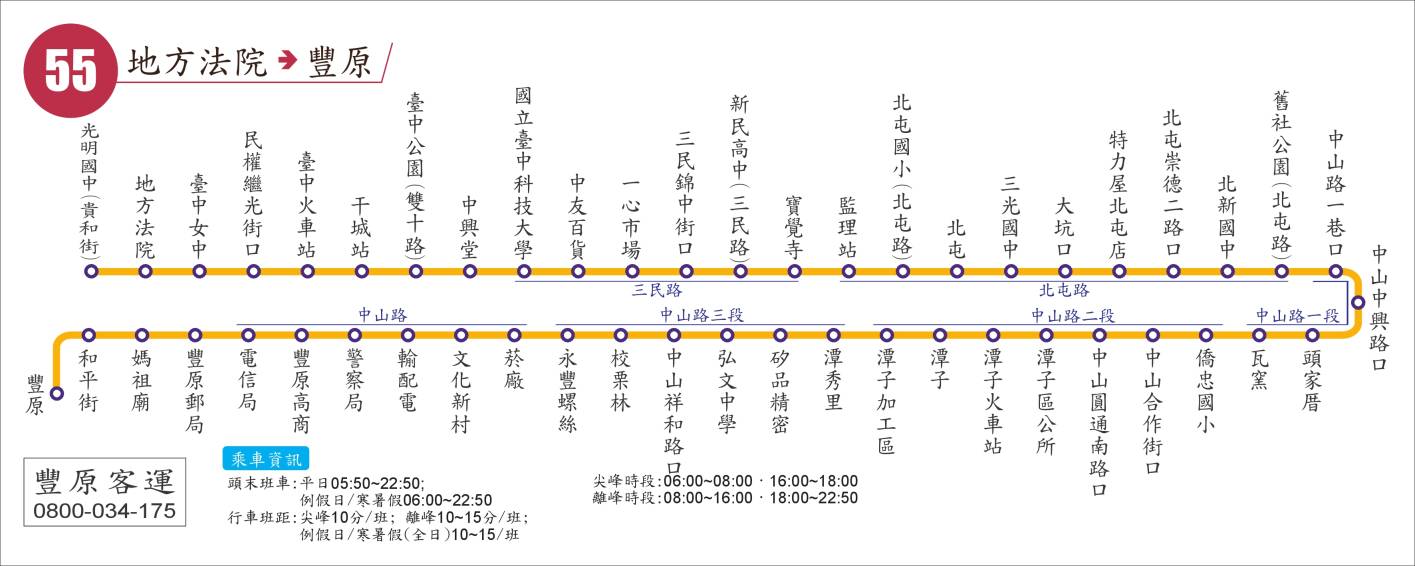 55 地方法院➔豐原
光明國中(貴和街)
地方法院
臺中女中
民權繼光街口
臺中火車站
干城站
臺中公園(雙十路)
中興堂
國立臺中科技大學
中友百貨
一心市場
三民錦中街口
新民高中(三民路)
寶覺寺
監理站
北屯國小(北屯路)
北屯
三光國中
大坑口
特力屋北屯店
北屯崇德二路口
北新國中
舊社公園(北屯路)
中山路一巷口
中山中興路口
三民路
北屯路
中山路
中山路三段
中山路二段
中山路一段
頭家厝
瓦窯
僑忠國小
中山合作街口
中山圓通南路口
潭子區公所
潭子火車站
潭子
潭子加工區
潭秀里
矽品精密
弘文中學
中山祥和路口
校栗林
永豐螺絲
菸廠
文化新村
輸配電
警察局
豐原高商
電信局
豐原郵局
媽祖廟
和平街
豐原
豐原客運
0800-034-175
乘車資訊
頭末班車:平日05:50~22:50;
例假日/寒暑假06:00~22:50
行車班距:尖峰10分/班; 離峰10~15分/班;
例假日/寒暑假(全日)10~15/班
尖峰時段:06:00~08:00‧16:00~18:00
離峰時段:08:00~16:00‧18:00~22:50